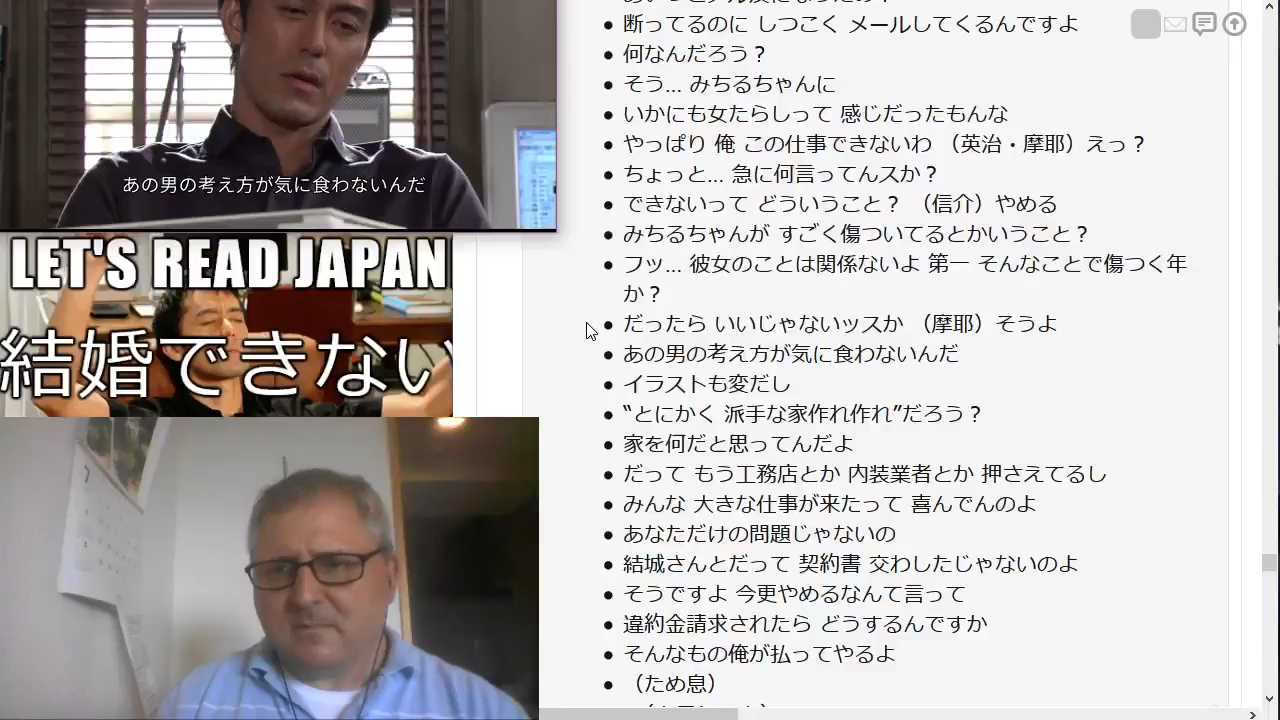 あの男の考え方が気に食わないんだ
LET'S READ JAPAN
結婚できない
7
断ってるのに しつこく メールしてくるんですよ
何なんだろう？
そう… みちるちゃんに
いかにも女たらしって 感じだったもんな
やっぱり 俺 この仕事できないわ （英治・摩耶）えっ？
ちょっと… 急に何言ってんスか？
できないって どういうこと？ （信介）やめる
みちるちゃんが すごく傷ついてるとかいうこと？
フッ… 彼女のことは関係ないよ 第一 そんなことで傷つく年
か？
だったら いいじゃないッスか （摩耶）そうよ
あの男の考え方が気に食わないんだ
イラストも変だし
“とにかく 派手な家作れ作れ”だろう？
家を何だと思ってんだよ
だって もう工務店とか 内装業者とか 押さえてるし
みんな 大きな仕事が来たって 喜んでんのよ
あなただけの問題じゃないの
結城さんとだって 契約書 交わしたじゃないのよ
そうですよ 今更やめるなんて言って
違約金請求されたら どうするんですか
そんなもの俺が払ってやるよ
（ため息）